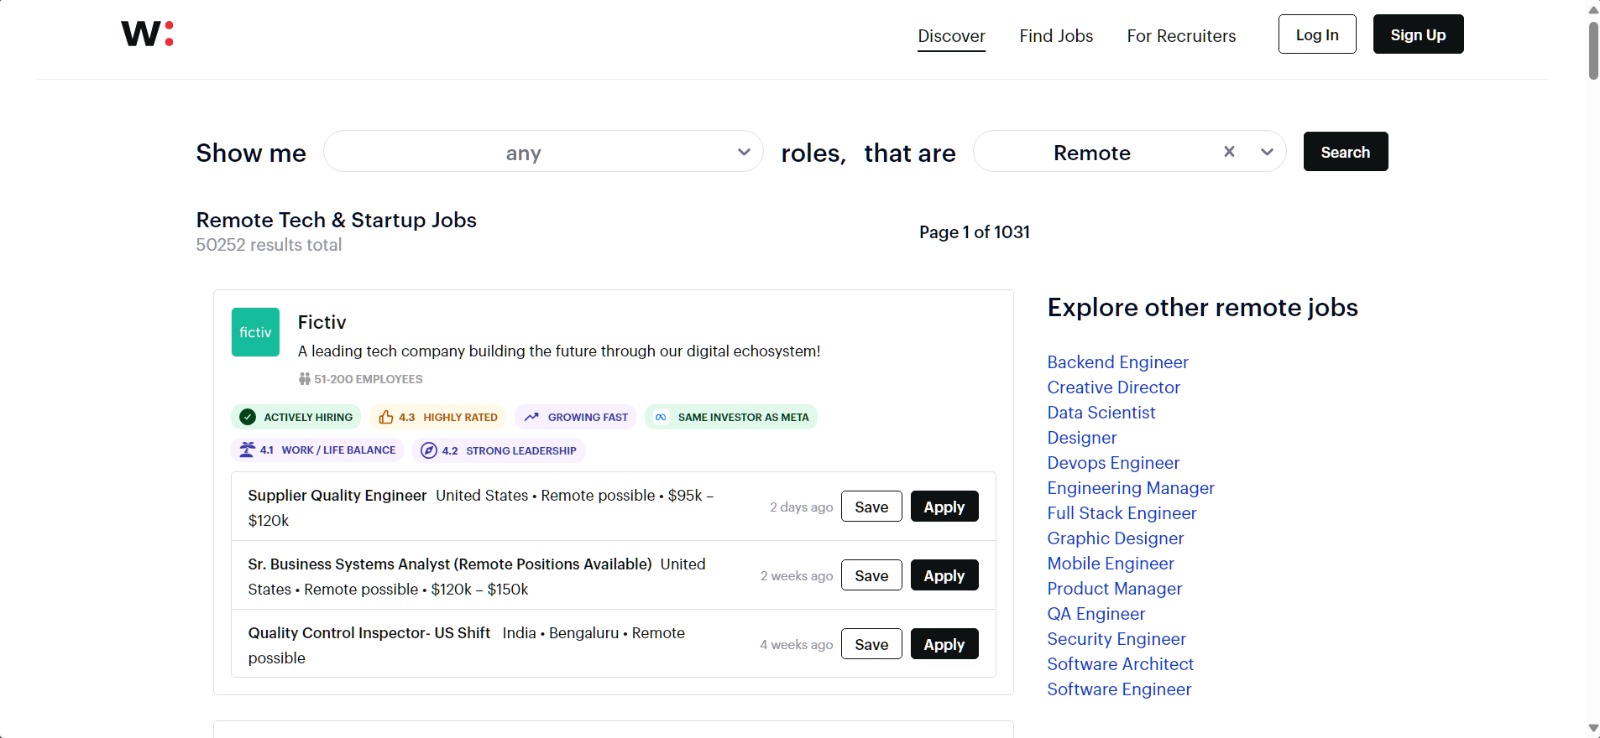 W:
Discover
Find Jobs
For Recruiters
Log In
Sign Up
Show me
any
roles, that are
Remote
Search
Remote Tech & Startup Jobs
50252 results total
Page 1 of 1031
fictiv
Fictiv
A leading tech company building the future through our digital echosystem!
51-200 EMPLOYEES
ACTIVELY HIRING
4.3 HIGHLY RATED
GROWING FAST
SAME INVESTOR AS META
4.1 WORK / LIFE BALANCE
4.2 STRONG LEADERSHIP
Supplier Quality Engineer United States • Remote possible • $95k –
$120k
2 days ago
Save
Apply
Sr. Business Systems Analyst (Remote Positions Available) United
States • Remote possible • $120k – $150k
2 weeks ago
Save
Apply
Quality Control Inspector- US Shift India • Bengaluru • Remote
possible
4 weeks ago
Save
Apply
Explore other remote jobs
Backend Engineer
Creative Director
Data Scientist
Designer
Devops Engineer
Engineering Manager
Full Stack Engineer
Graphic Designer
Mobile Engineer
Product Manager
QA Engineer
Security Engineer
Software Architect
Software Engineer